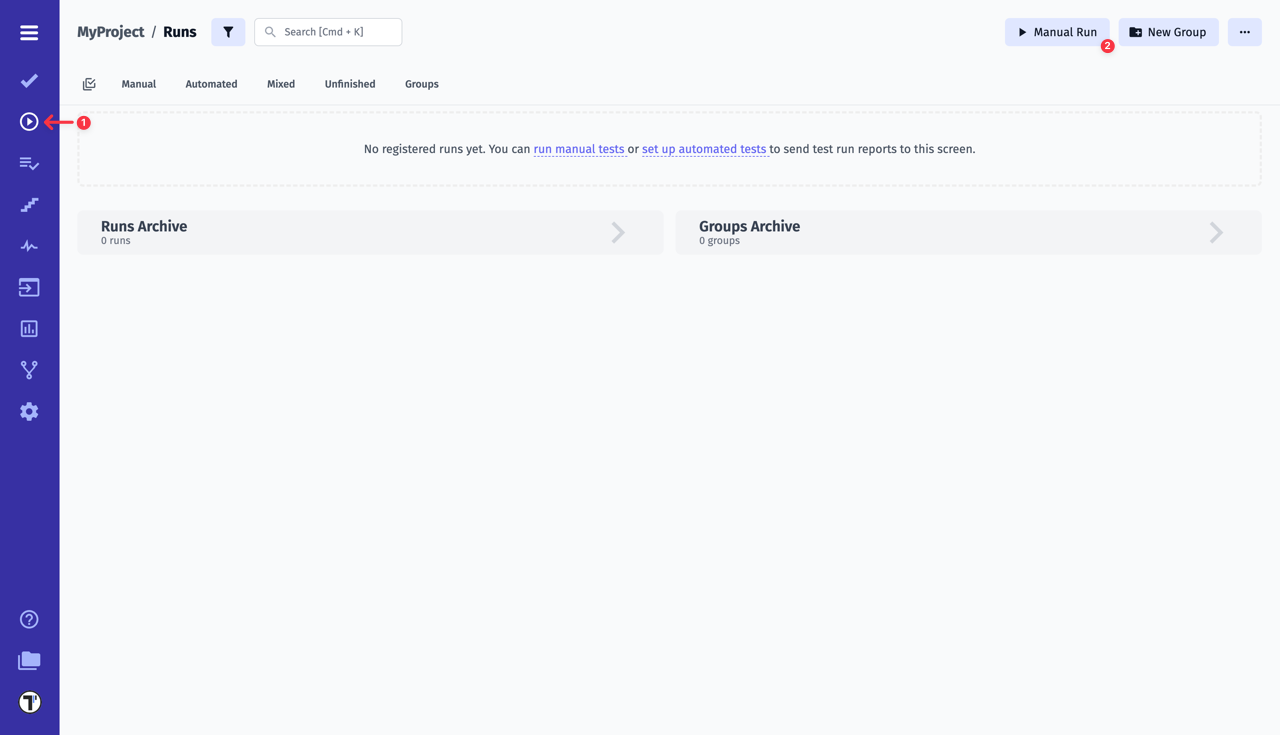 MyProject / Runs
Search [Cmd + K]
Manual Run
2
New Group
Manual
Automated
Mixed
Unfinished
Groups
1
No registered runs yet. You can run manual tests or set up automated tests to send test run reports to this screen.
Runs Archive
0 runs
Groups Archive
0 groups
T